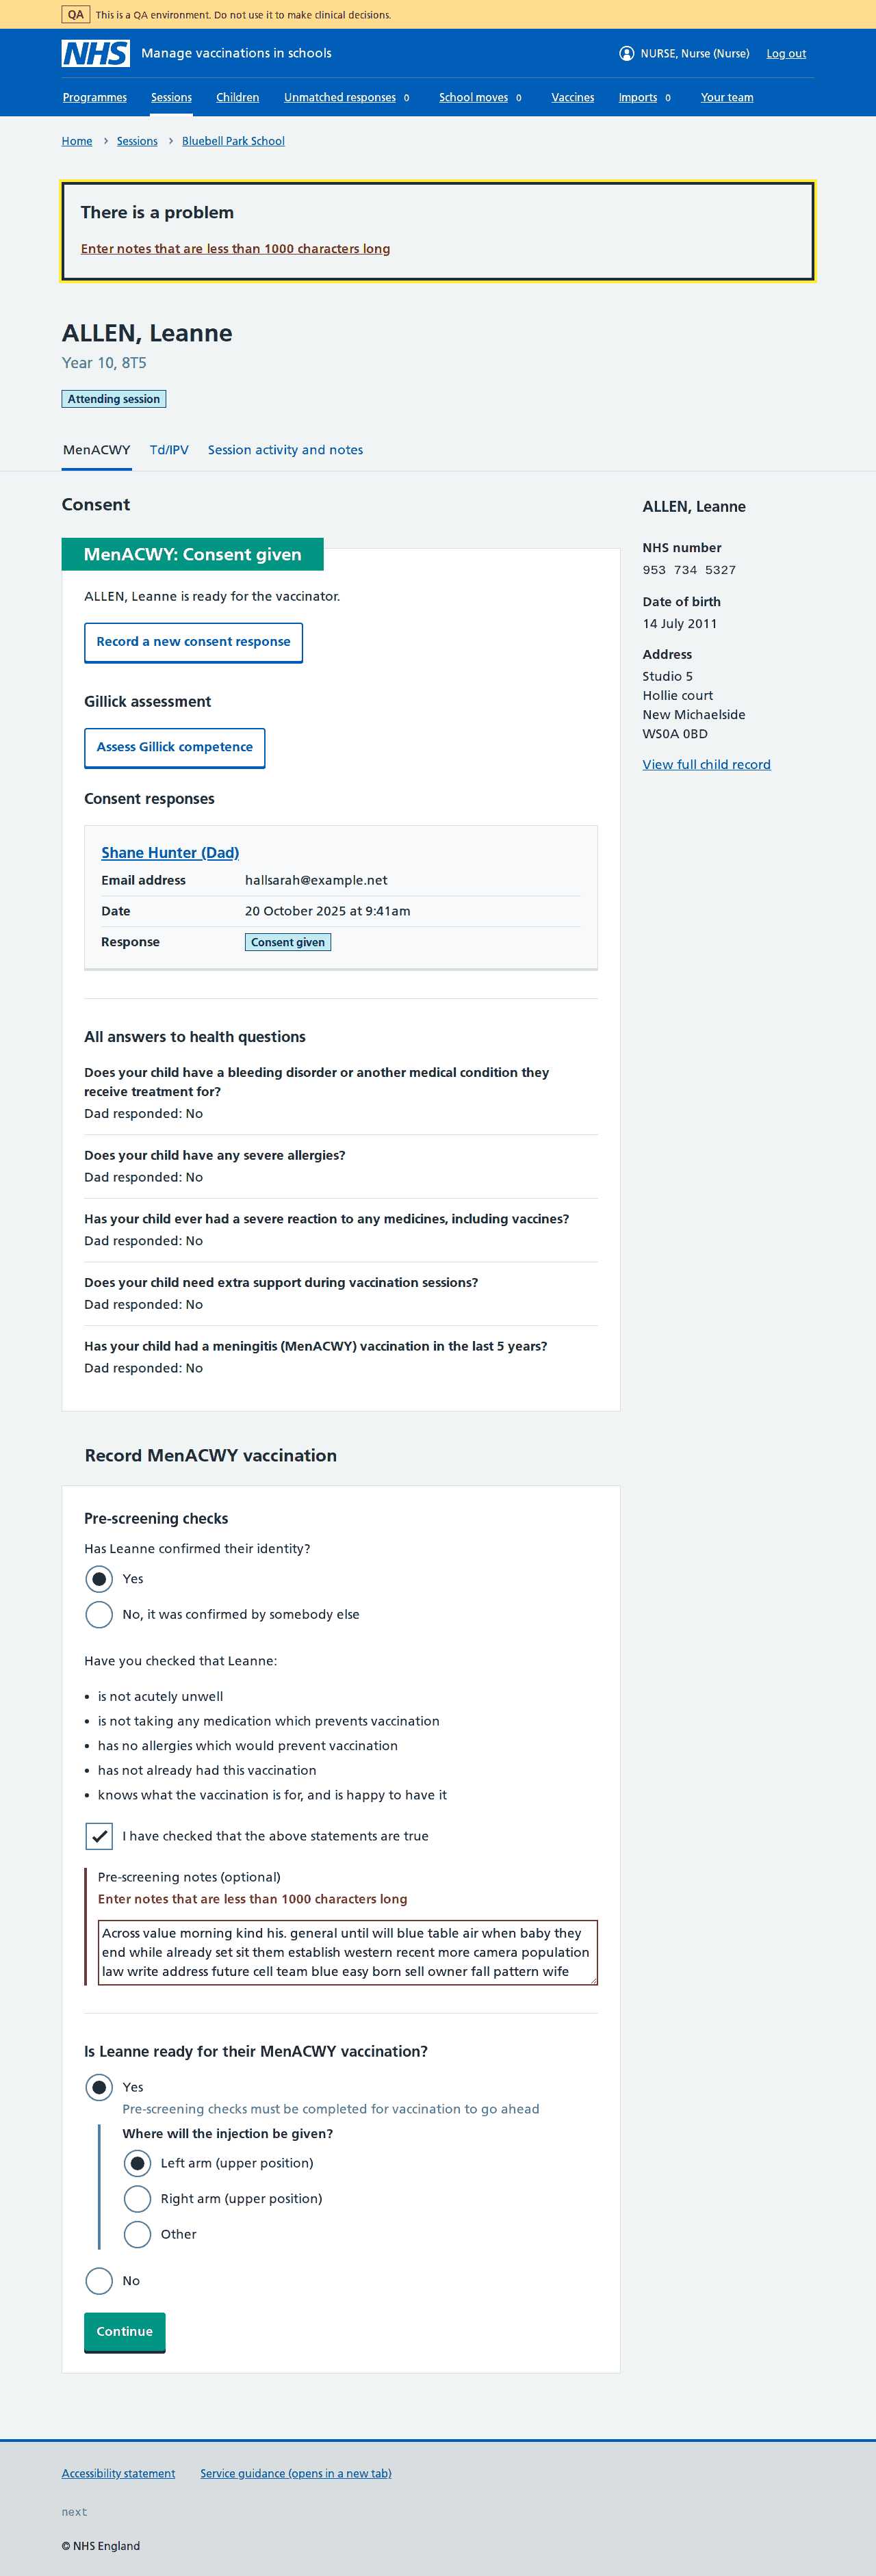 QA This is a QA environment. Do not use it to make clinical decisions.
NHS Manage vaccinations in schools NURSE, Nurse (Nurse) Log out
Programmes Sessions Children Unmatched responses 0 School moves 0 Vaccines Imports 0 Your team
Home Sessions Bluebell Park School
There is a problem
Enter notes that are less than 1000 characters long
ALLEN, Leanne
Year 10, 8T5
Attending session
MenACWY Td/IPV Session activity and notes
Consent
MenACWY: Consent given
ALLEN, Leanne is ready for the vaccinator.
Record a new consent response
Gillick assessment
Assess Gillick competence
Consent responses
Shane Hunter (Dad)
Email address hallsarah@example.net
Date 20 October 2025 at 9:41am
Response Consent given
All answers to health questions
Does your child have a bleeding disorder or another medical condition they
receive treatment for?
Dad responded: No
Does your child have any severe allergies?
Dad responded: No
Has your child ever had a severe reaction to any medicines, including vaccines?
Dad responded: No
Does your child need extra support during vaccination sessions?
Dad responded: No
Has your child had a meningitis (MenACWY) vaccination in the last 5 years?
Dad responded: No
ALLEN, Leanne
NHS number
953 734 5327
Date of birth
14 July 2011
Address
Studio 5
Hollie court
New Michaelside
WS0A 0BD
View full child record
Record MenACWY vaccination
Pre-screening checks
Has Leanne confirmed their identity?
Yes
No, it was confirmed by somebody else
Have you checked that Leanne:
• is not acutely unwell
• is not taking any medication which prevents vaccination
• has no allergies which would prevent vaccination
• has not already had this vaccination
• knows what the vaccination is for, and is happy to have it
I have checked that the above statements are true
Pre-screening notes (optional)
Enter notes that are less than 1000 characters long
Across value morning kind his. general until will blue table air when baby they
end while already set sit them establish western recent more camera population
law write address future cell team blue easy born sell owner fall pattern wife
Is Leanne ready for their MenACWY vaccination?
Yes
Pre-screening checks must be completed for vaccination to go ahead
Where will the injection be given?
Left arm (upper position)
Right arm (upper position)
Other
No
Continue
Accessibility statement Service guidance (opens in a new tab)
next
© NHS England